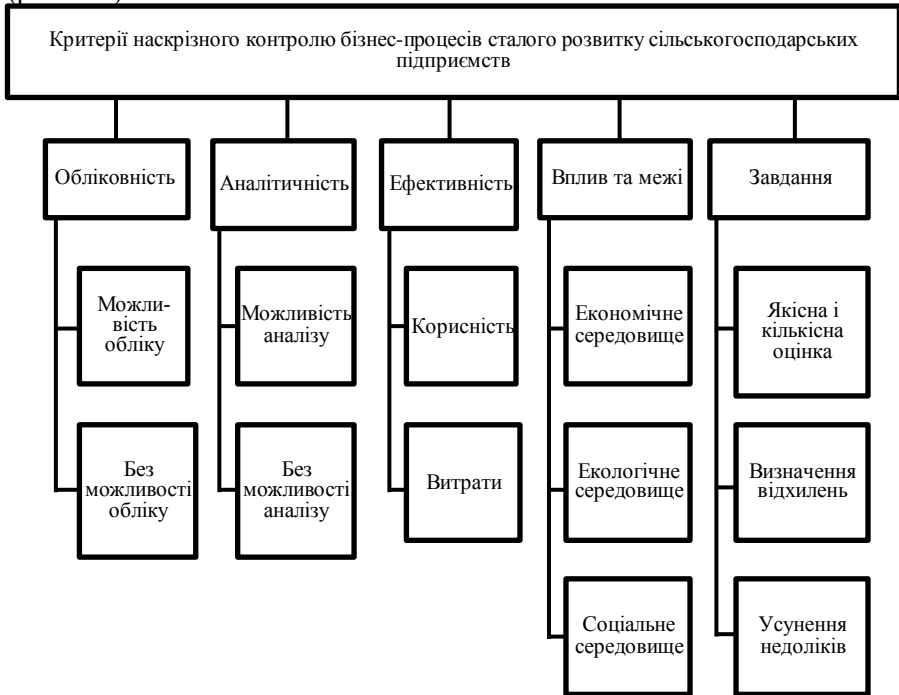 Критерії наскрізного контролю бізнес-процесів сталого розвитку сільськогосподарських
підприємств
Обліковність
Аналітичність
Ефективність
Вплив та межі
Завдання
Можли-
вість
обліку
Можливість
аналізу
Корисність
Економічне
середовище
Якісна і
кількісна
оцінка
Без
можливості
обліку
Без
можливості
аналізу
Витрати
Екологічне
середовище
Визначення
відхилень
Соціальне
середовище
Усунення
недоліків